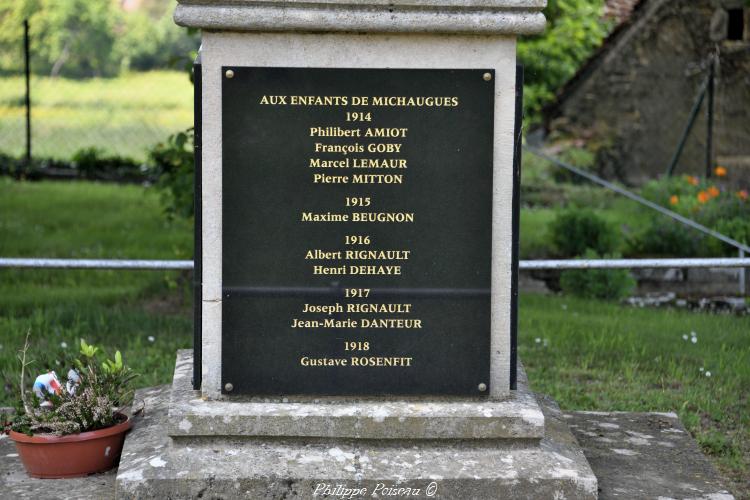 AUX ENFANTS DE MICHAUGUES
1914
Philibert AMIOT
François GOBY
Marcel LEMAUR
Pierre MITTON
1915
Maxime BEUGNON
1916
Albert RIGNAULT
Henri DEHAYE
1917
Joseph RIGNAULT
Jean-Marie DANTEUR
1918
Gustave ROSENFIT
Philippe Poiseau ©